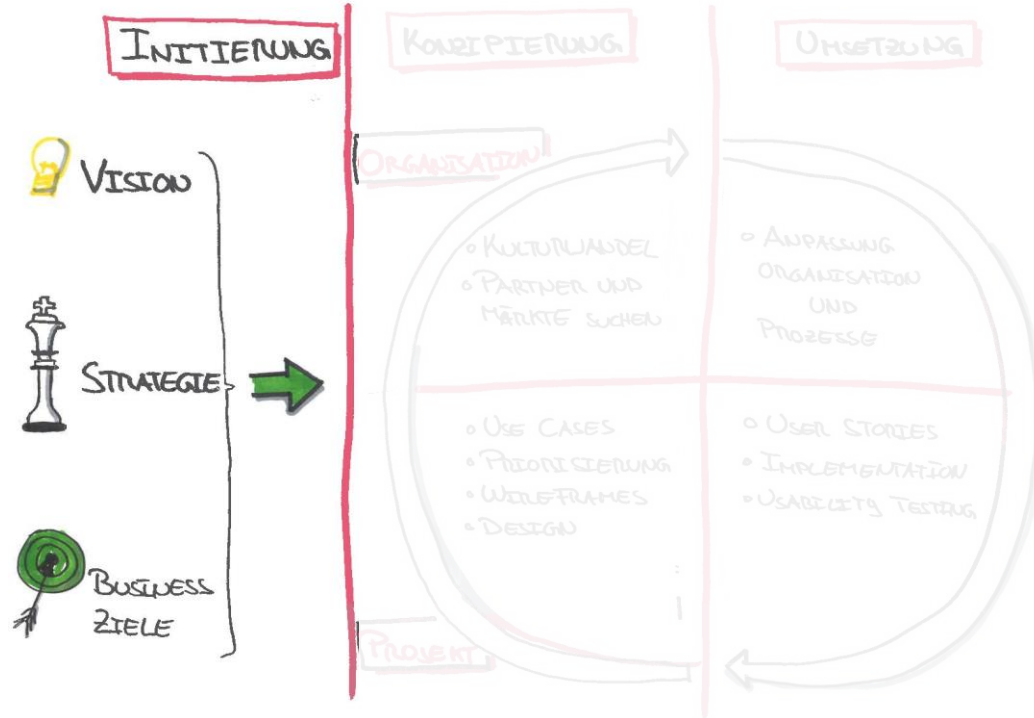 INITIERUNG
KONZIPIERUNG
UMSETZUNG
VISION
STRATEGIE
BUSINESS
ZIELE
ORGANISATION
• KULTURWANDEL
• PARTNER UND
MÄRKTE SUCHEN
• ANPASSUNG
ORGANISATION
UND
PROZESSE
• USE CASES
• PRIORISIERUNG
• WIREFRAMES
• DESIGN
• USER STORIES
• IMPLEMENTATION
• USABILITY TESTING
PROJEKT